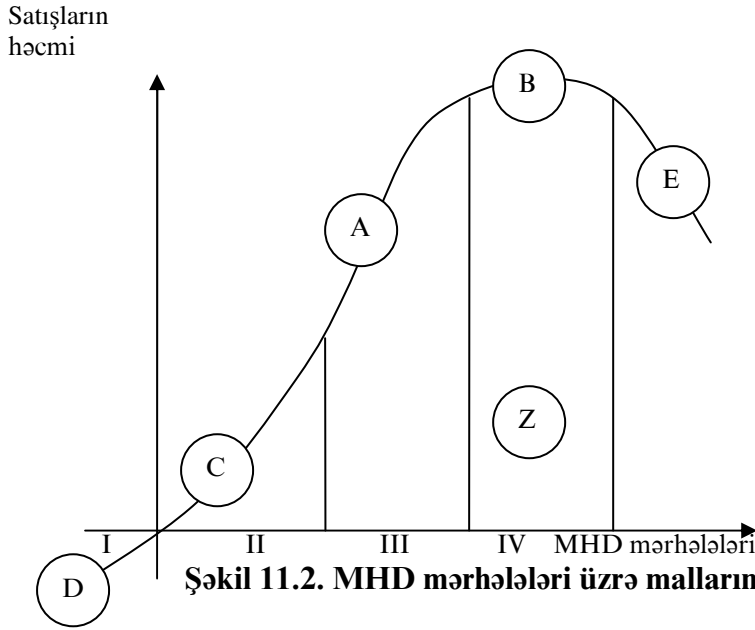 Satışların
həcmi
B
E
A
Z
C
I II III IV MHD mərhələləri
D
Şəkil 11.2. MHD mərhələləri üzrə malların